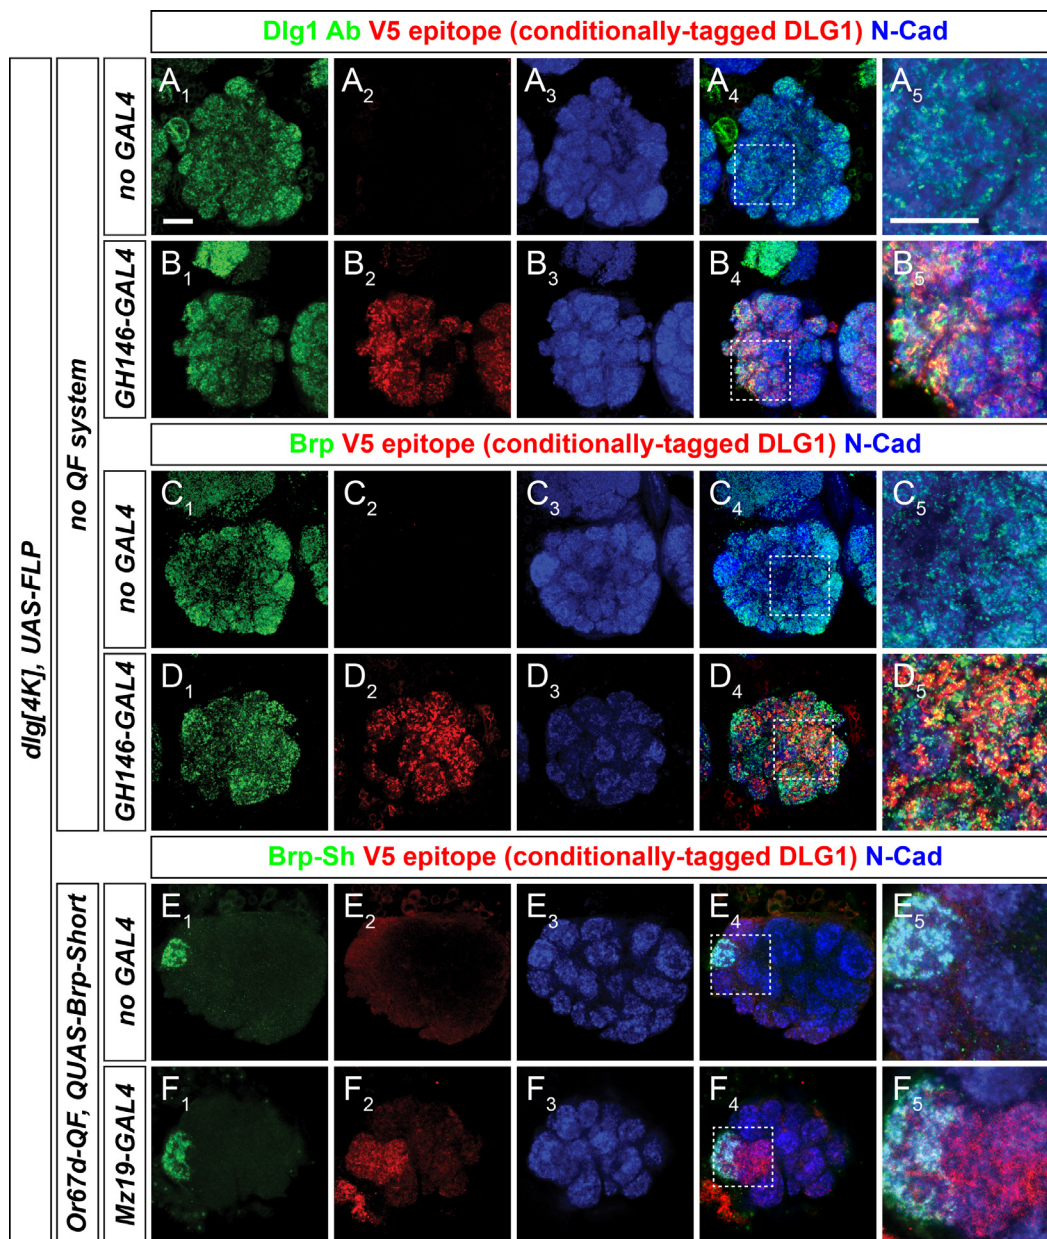 Dlg1 Ab V5 epitope (conditionally-tagged DLG1) N-Cad
dlg[4K], UAS-FLP
no QF system
no GAL4
A1 A2 A3 A4 A5
GH146-GAL4
B1 B2 B3 B4 B5
Brp V5 epitope (conditionally-tagged DLG1) N-Cad
no GAL4
C1 C2 C3 C4 C5
GH146-GAL4
D1 D2 D3 D4 D5
Brp-Sh V5 epitope (conditionally-tagged DLG1) N-Cad
Or67d-QF, QUAS-Brp-Short
no GAL4
E1 E2 E3 E4 E5
Mz19-GAL4
F1 F2 F3 F4 F5